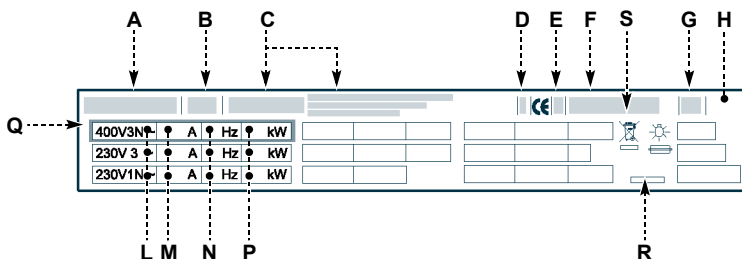 A B C D E F S G H
CE
Q
400V3N~ A Hz kW
230V 3~ A Hz kW
230V1N~ A Hz kW
L M N P R